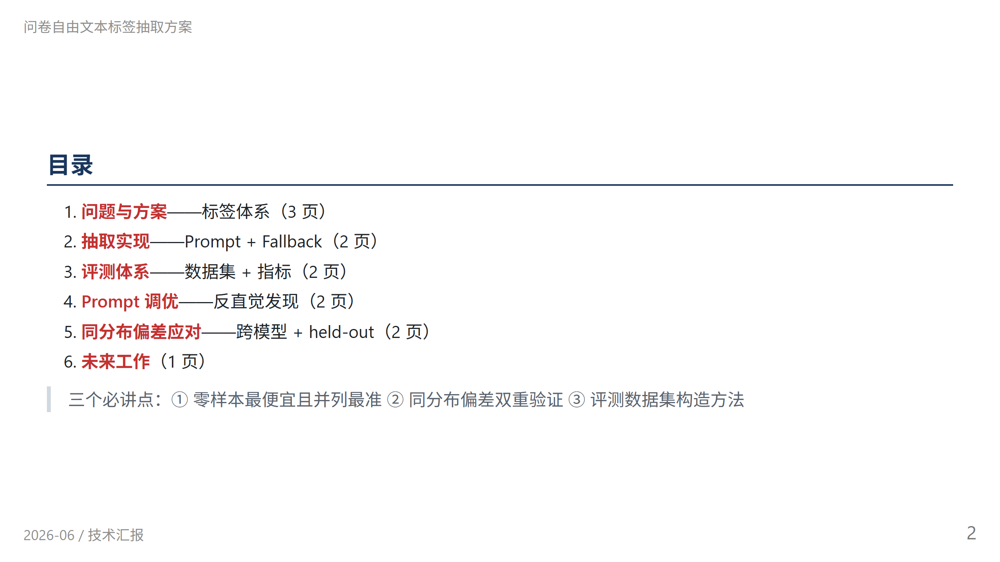 问卷自由文本标签抽取方案
目录
1. 问题与方案——标签体系（3 页）
2. 抽取实现——Prompt + Fallback（2 页）
3. 评测体系——数据集 + 指标（2 页）
4. Prompt 调优——反直觉发现（2 页）
5. 同分布偏差应对——跨模型 + held-out（2 页）
6. 未来工作（1 页）
三个必讲点：① 零样本最便宜且并列最准 ② 同分布偏差双重验证 ③ 评测数据集构造方法
2026-06 / 技术汇报
2